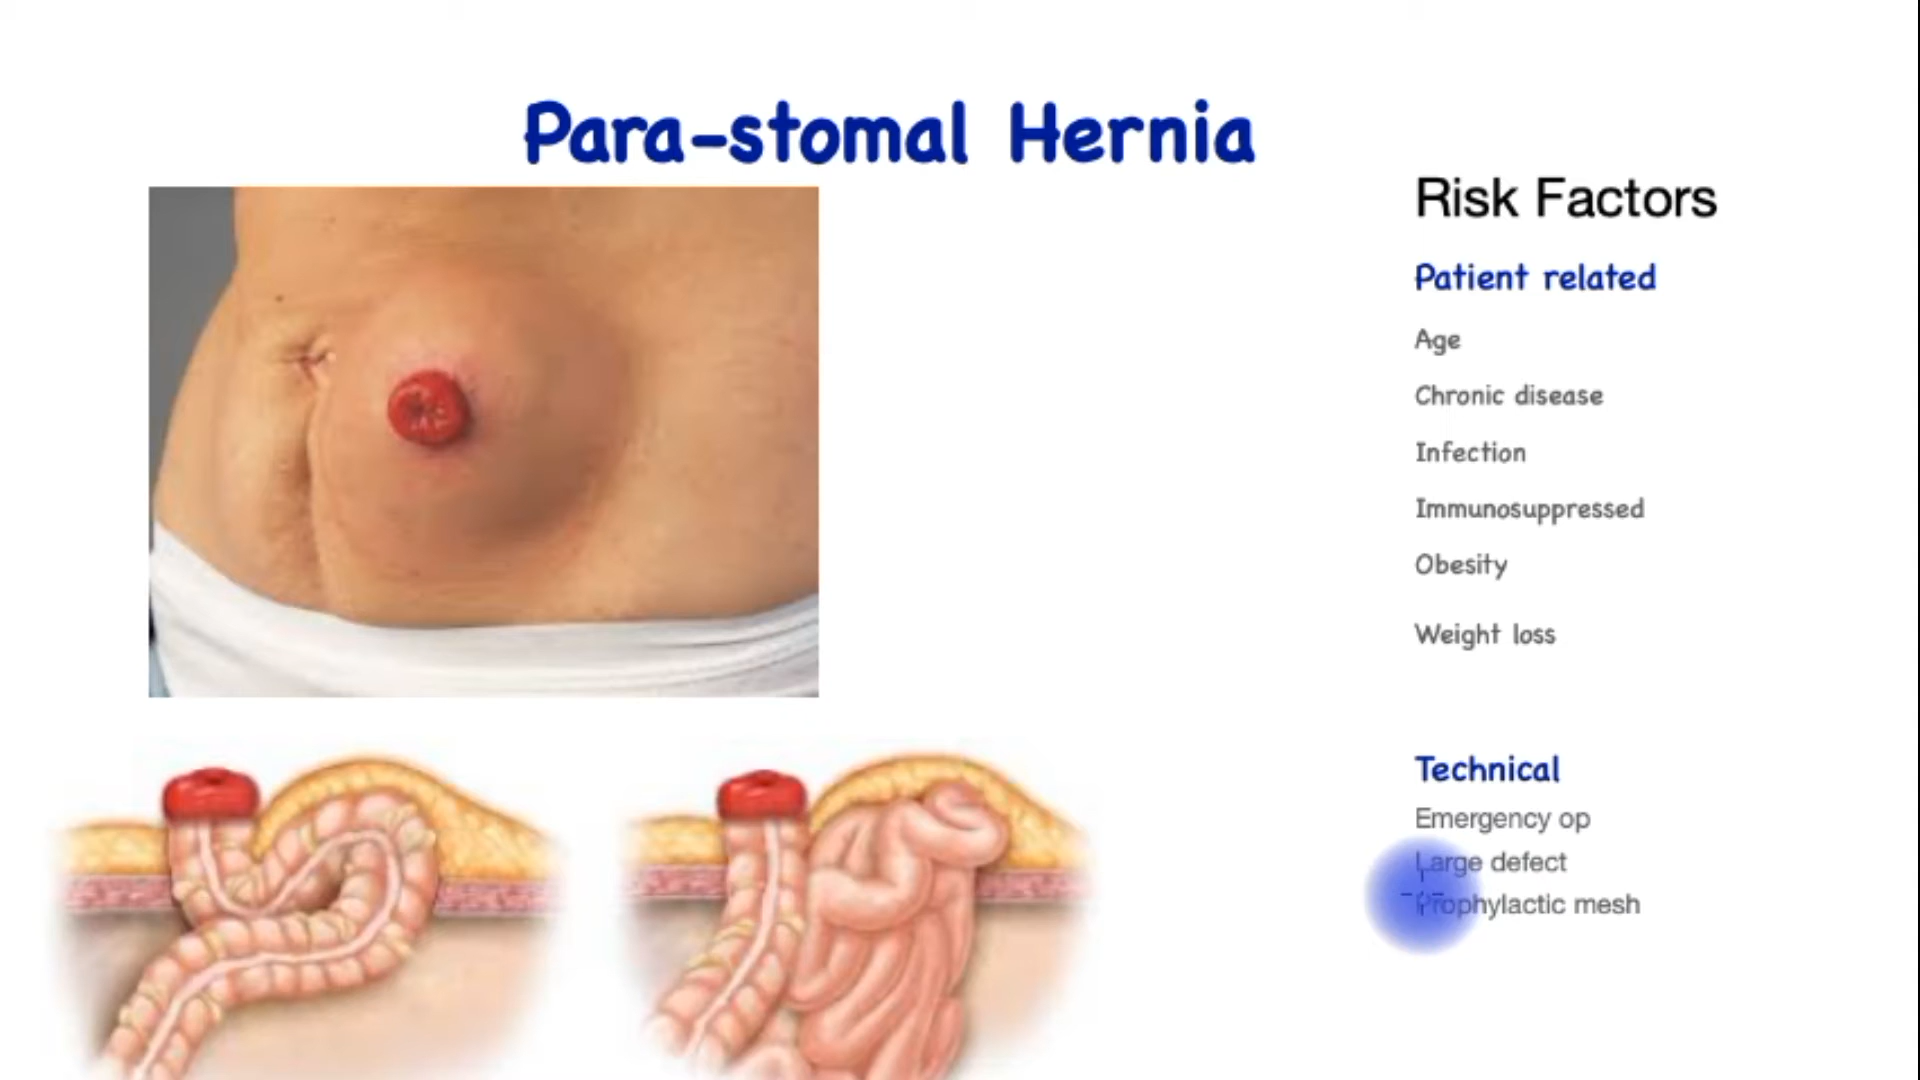 Para-stomal Hernia
Risk Factors
Patient related
Age
Chronic disease
Infection
Immunosuppressed
Obesity
Weight loss
Technical
Emergency op
Large defect
Prophylactic mesh